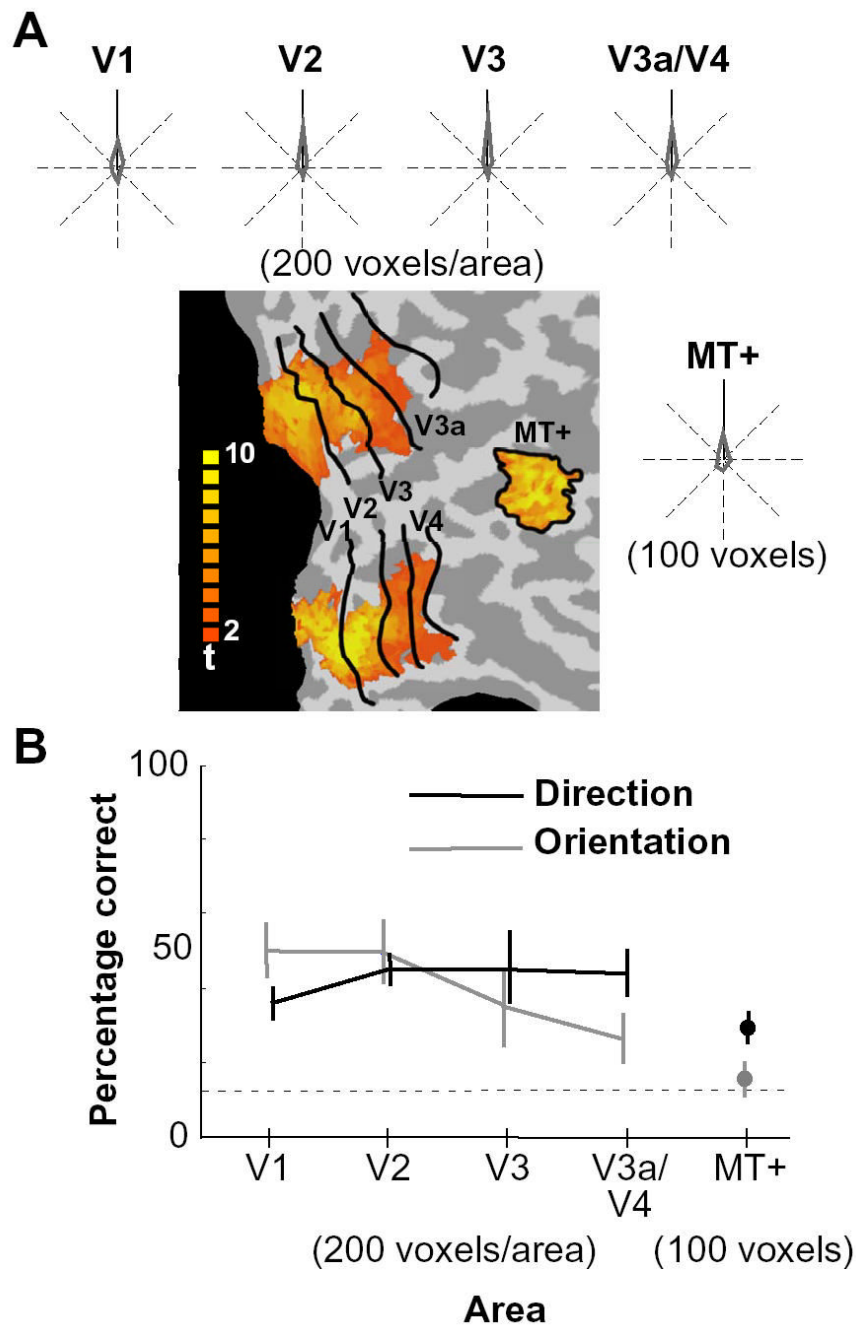 A
V1 V2 V3 V3a/V4
(200 voxels/area)
MT+
(100 voxels)
V3a
MT+
10
V3
V2
V4
V1
2
t
B
100
Direction
Orientation
Percentage correct
50
0
V1 V2 V3 V3a/ MT+
V4
(200 voxels/area) (100 voxels)
Area